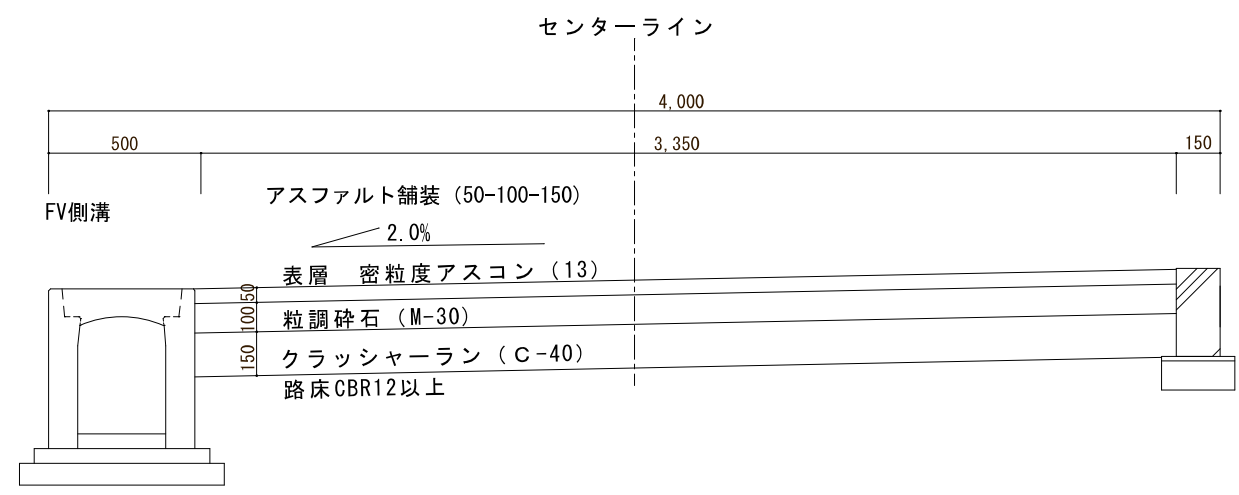 センターライン
4,000
500
3,350
150
アスファルト舗装 (50-100-150)
FV側溝
2.0%
表層 密粒度アスコン(13)
50
粒調砕石(M-30)
100
クラッシャーラン(C-40)
150
路床CBR12以上